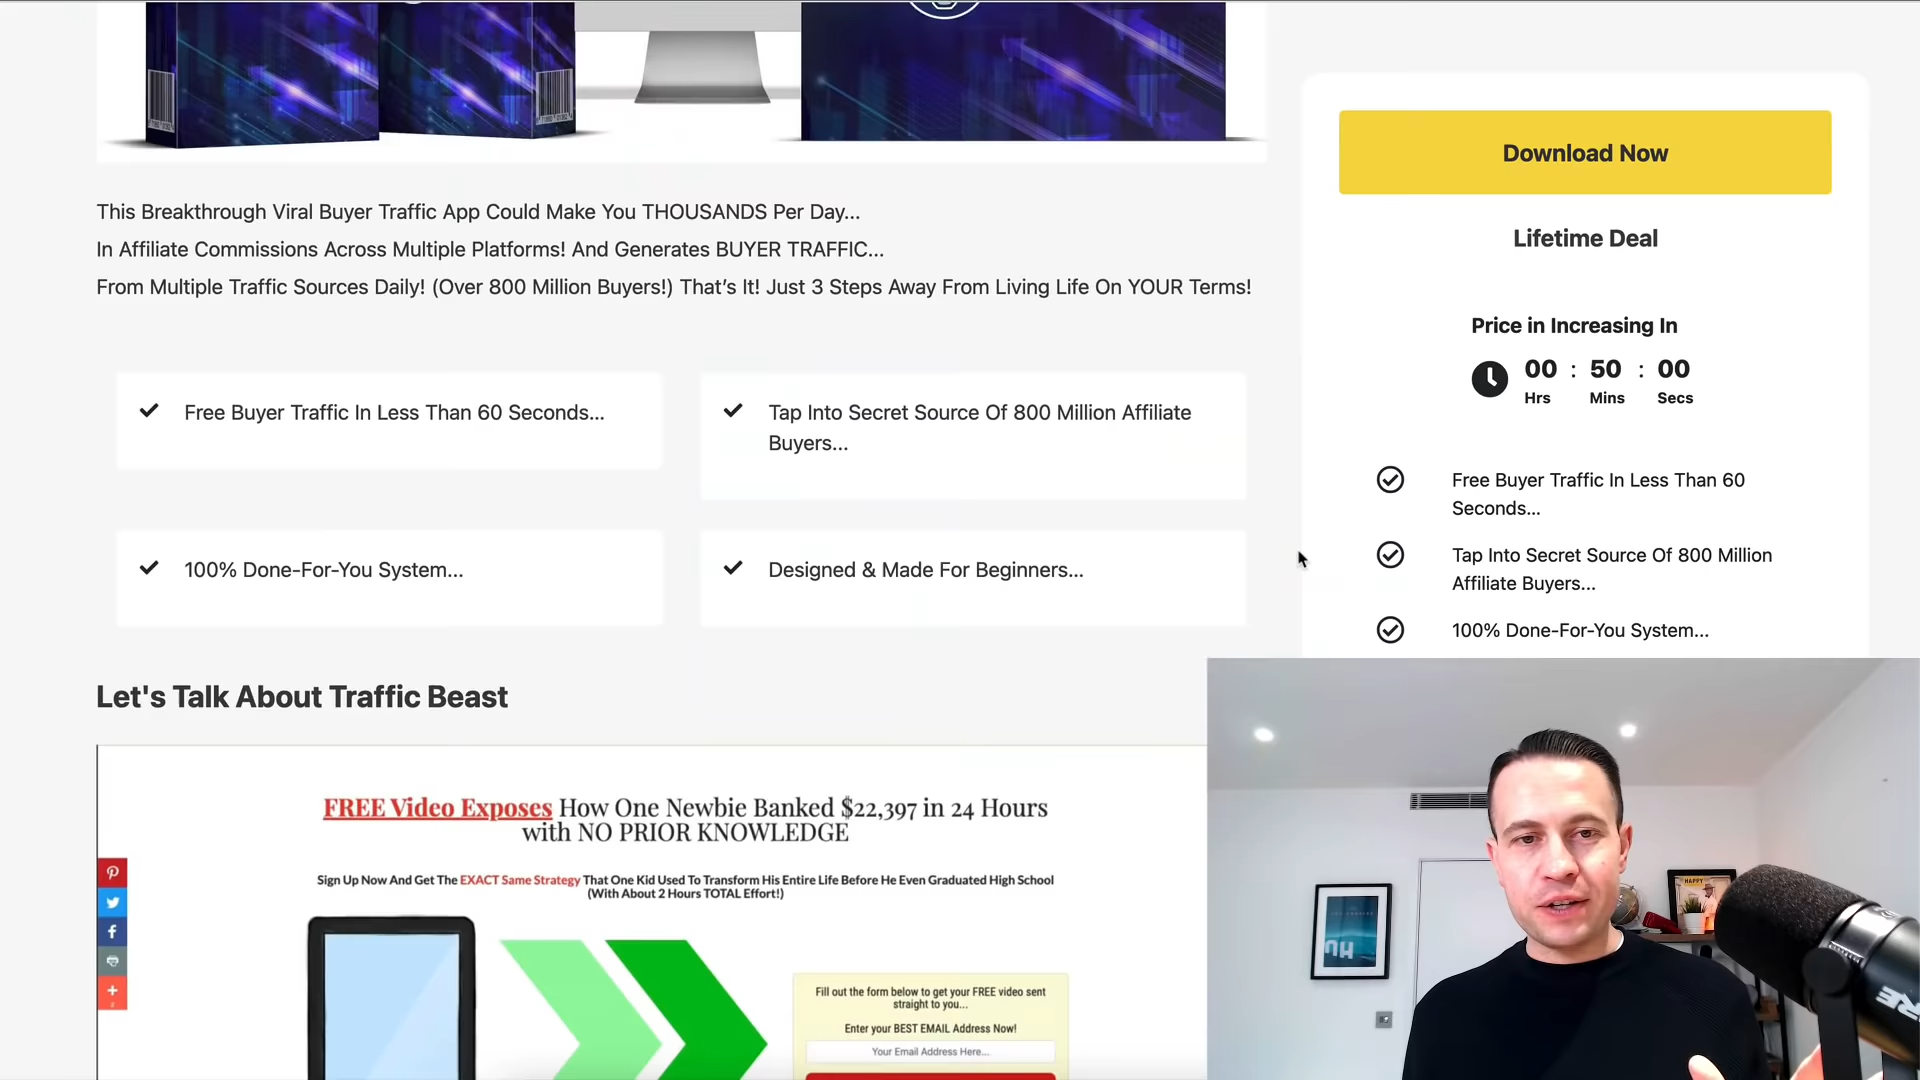 This Breakthrough Viral Buyer Traffic App Could Make You THOUSANDS Per Day...
In Affiliate Commissions Across Multiple Platforms! And Generates BUYER TRAFFIC...
From Multiple Traffic Sources Daily! (Over 800 Million Buyers!) That's It! Just 3 Steps Away From Living Life On YOUR Terms!
Free Buyer Traffic In Less Than 60 Seconds...
Tap Into Secret Source Of 800 Million Affiliate
Buyers...
100% Done-For-You System...
Designed & Made For Beginners...
Download Now
Lifetime Deal
Price in Increasing In
00 : 50 : 00
Hrs Mins Secs
Free Buyer Traffic In Less Than 60
Seconds...
Tap Into Secret Source Of 800 Million
Affiliate Buyers...
100% Done-For-You System...
Let's Talk About Traffic Beast
FREE Video Exposes How One Newbie Banked $22,397 in 24 Hours
with NO PRIOR KNOWLEDGE
Sign Up Now And Get The EXACT Same Strategy That One Kid Used To Transform His Entire Life Before He Even Graduated High School
(With About 2 Hours TOTAL Effort!)
Fill out the form below to get your FREE video sent
straight to you...
Enter your BEST EMAIL Address Now!
Your Email Address Here...
HAPPY